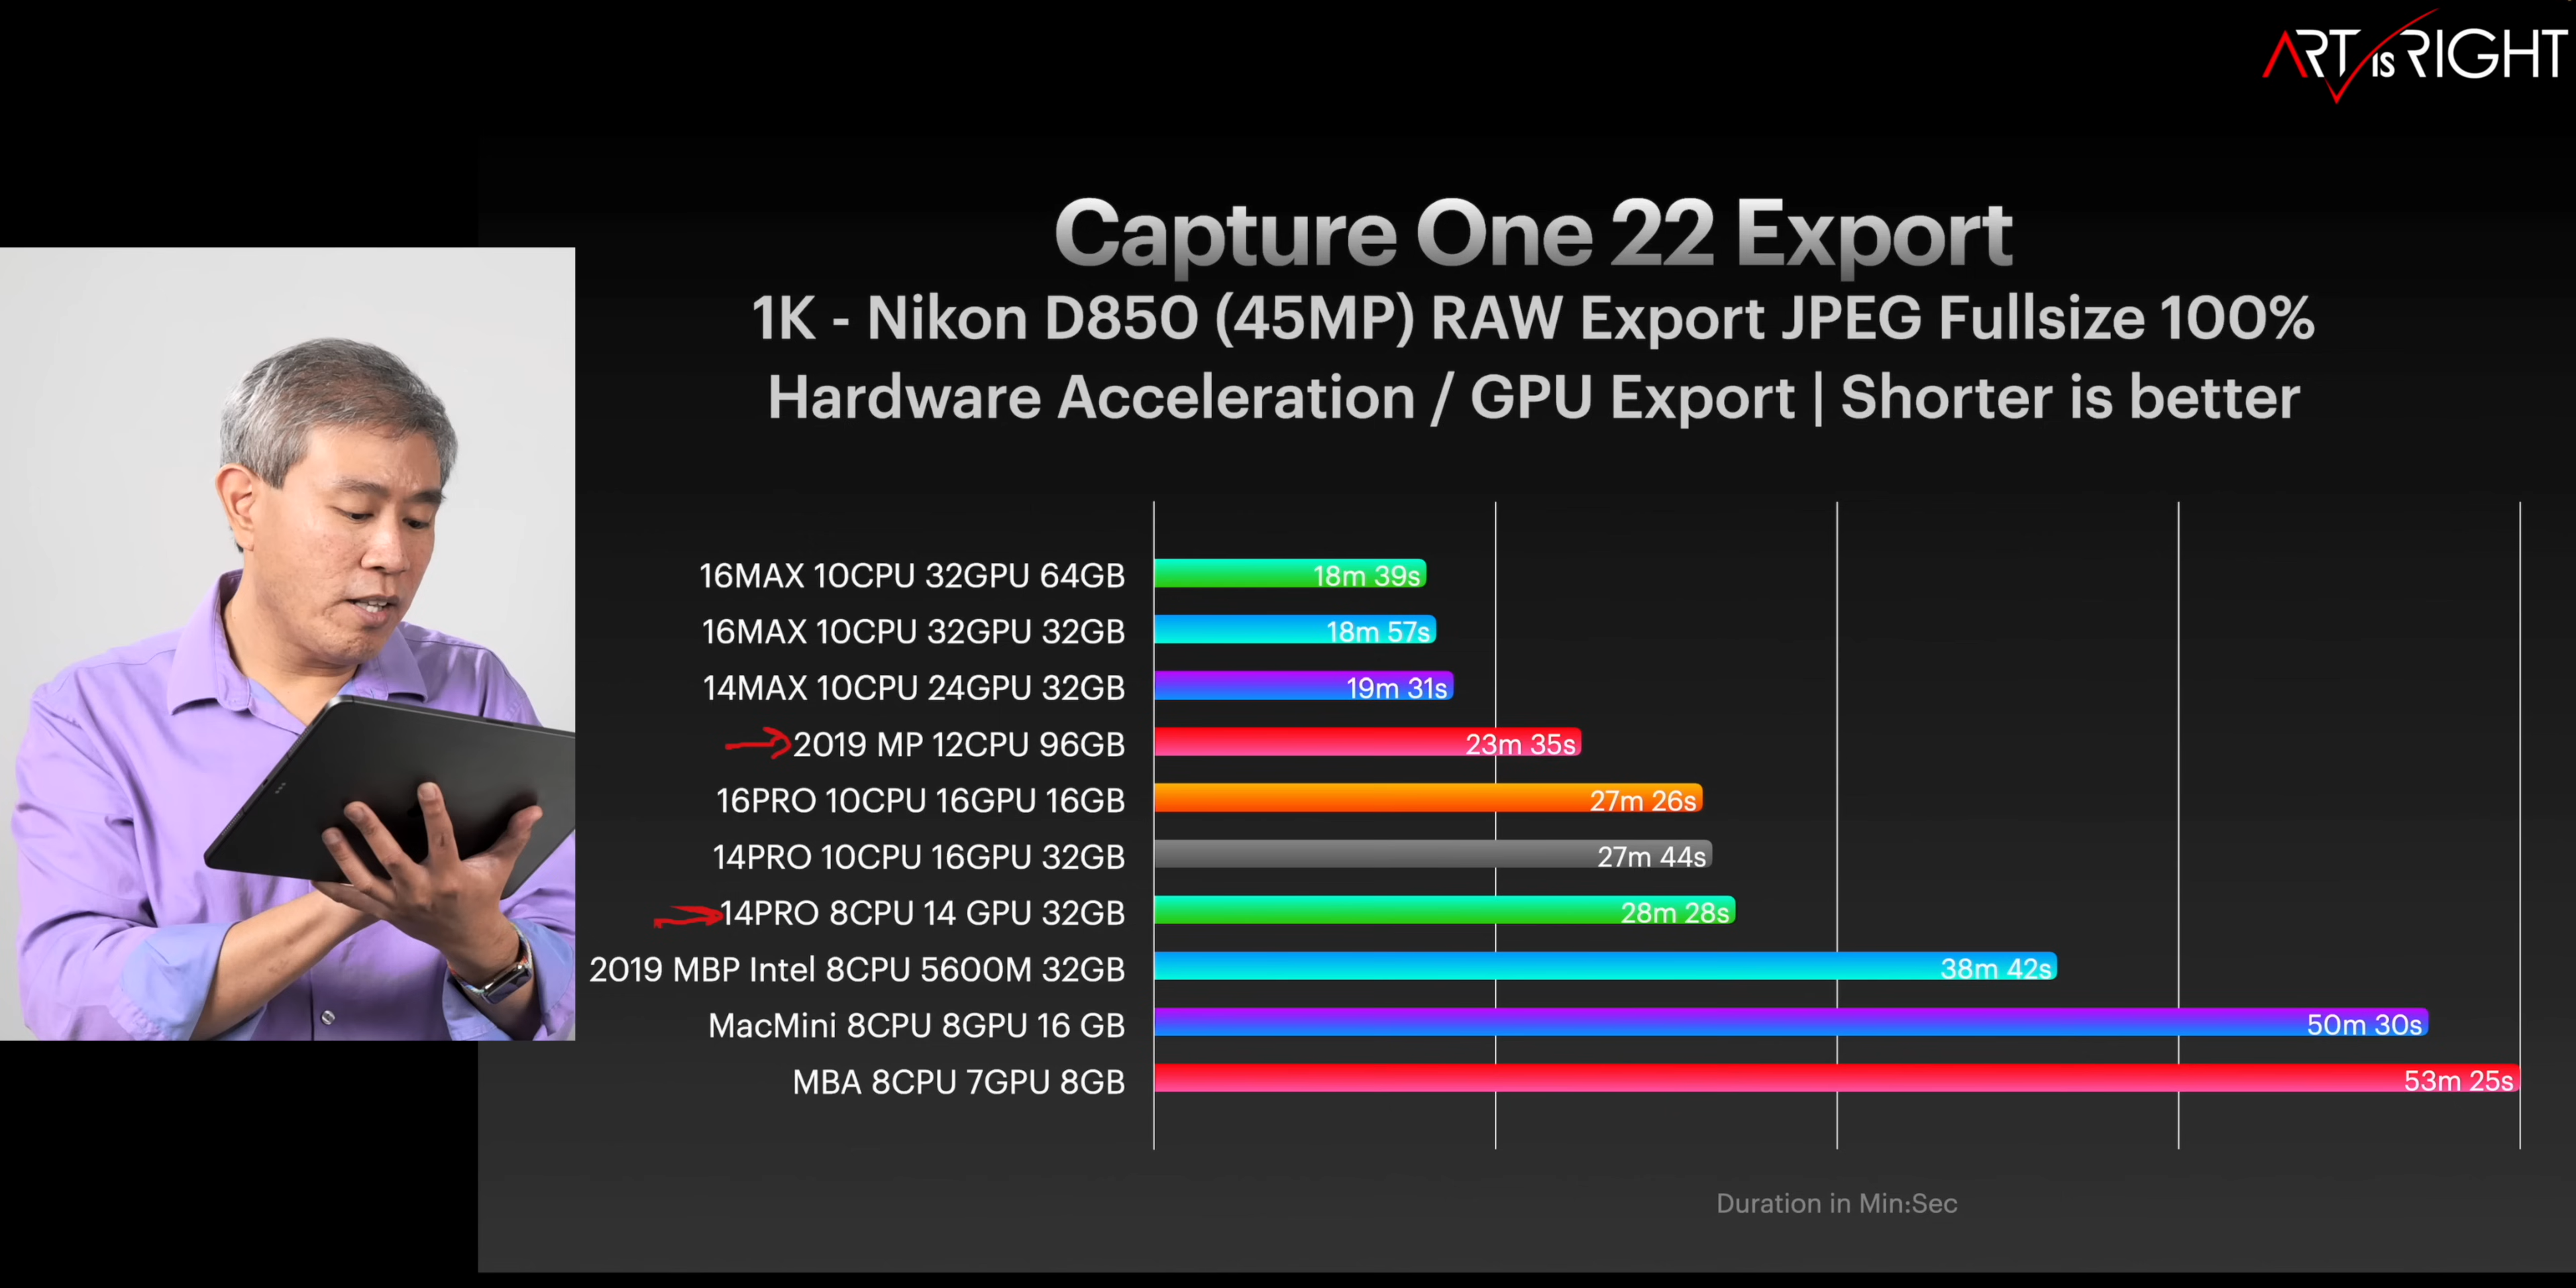 ART is RIGHT
Capture One 22 Export
1K - Nikon D850 (45MP) RAW Export JPEG Fullsize 100%
Hardware Acceleration / GPU Export | Shorter is better
16MAX 10CPU 32GPU 64GB 18m 39s
16MAX 10CPU 32GPU 32GB 18m 57s
14MAX 10CPU 24GPU 32GB 19m 31s
2019 MP 12CPU 96GB 23m 35s
16PRO 10CPU 16GPU 16GB 27m 26s
14PRO 10CPU 16GPU 32GB 27m 44s
14PRO 8CPU 14 GPU 32GB 28m 28s
2019 MBP Intel 8CPU 5600M 32GB 38m 42s
MacMini 8CPU 8GPU 16 GB 50m 30s
MBA 8CPU 7GPU 8GB 53m 25s
Duration in Min:Sec